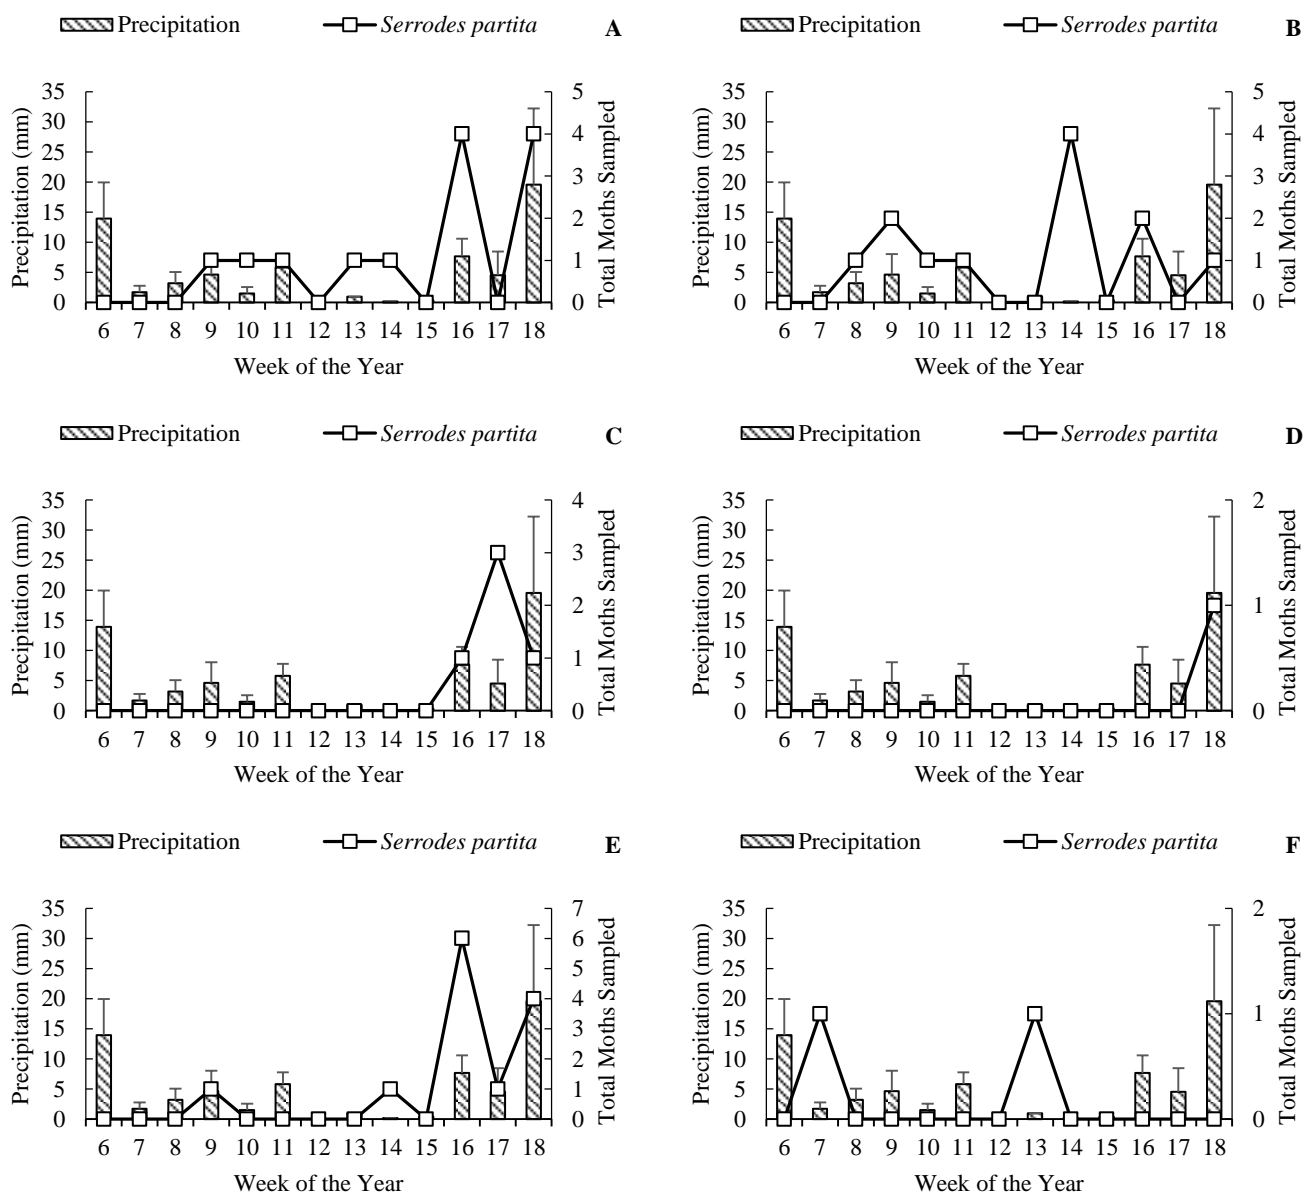 Precipitation Serrodes partita A
Precipitation (mm)
35
30
25
20
15
10
5
0
5
4
3
2
1
0
Total Moths Sampled
6 7 8 9 10 11 12 13 14 15 16 17 18
Week of the Year
Precipitation Serrodes partita B
Precipitation (mm)
35
30
25
20
15
10
5
0
5
4
3
2
1
0
Total Moths Sampled
6 7 8 9 10 11 12 13 14 15 16 17 18
Week of the Year
Precipitation Serrodes partita C
Precipitation (mm)
35
30
25
20
15
10
5
0
4
3
2
1
0
Total Moths Sampled
6 7 8 9 10 11 12 13 14 15 16 17 18
Week of the Year
Precipitation Serrodes partita D
Precipitation (mm)
35
30
25
20
15
10
5
0
2
1
0
Total Moths Sampled
6 7 8 9 10 11 12 13 14 15 16 17 18
Week of the Year
Precipitation Serrodes partita E
Precipitation (mm)
35
30
25
20
15
10
5
0
7
6
5
4
3
2
1
0
Total Moths Sampled
6 7 8 9 10 11 12 13 14 15 16 17 18
Week of the Year
Precipitation Serrodes partita F
Precipitation (mm)
35
30
25
20
15
10
5
0
2
1
0
Total Moths Sampled
6 7 8 9 10 11 12 13 14 15 16 17 18
Week of the Year